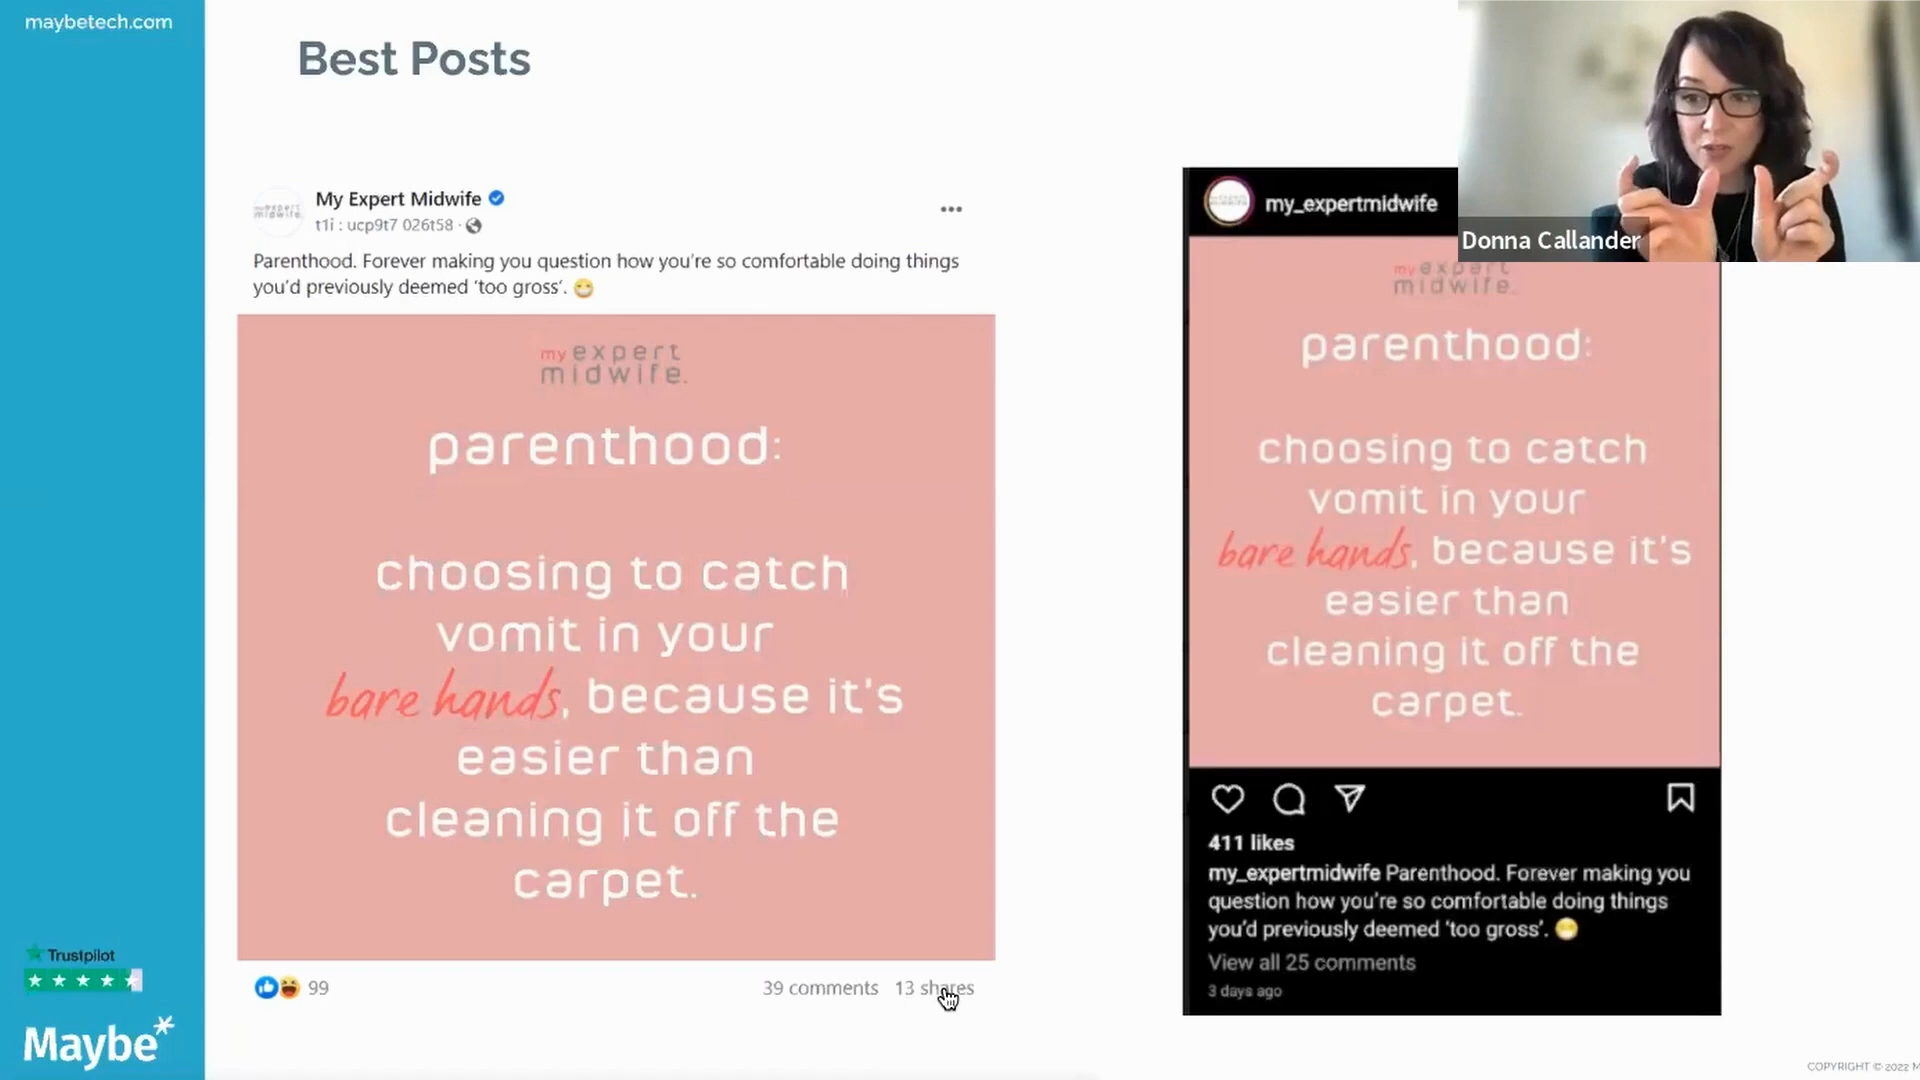 maybetech.com
Best Posts
My Expert Midwife
t1i : ucp9t7 026t58 ·
Parenthood. Forever making you question how you're so comfortable doing things
you'd previously deemed 'too gross'. 😁
my expert
midwife.
parenthood:
choosing to catch
vomit in your
bare hands, because it's
easier than
cleaning it off the
carpet.
99
39 comments 13 shares
my_expertmidwife
my expert
midwife.
parenthood:
choosing to catch
vomit in your
bare hands, because it's
easier than
cleaning it off the
carpet.
411 likes
my_expertmidwife Parenthood. Forever making you
question how you're so comfortable doing things
you'd previously deemed 'too gross'. 😁
View all 25 comments
3 days ago
Donna Callander
Trustpilot
Maybe*
COPYRIGHT © 2022 M